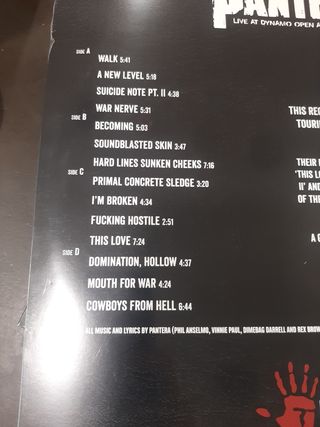 LIVE AT DYNAMO OPEN A
SIDE A
WALK 5:41
A NEW LEVEL 5:18
SUICIDE NOTE PT. II 4:38
WAR NERVE 5:31
SIDE B
BECOMING 5:03
SOUNDBLASTED SKIN 3:47
HARD LINES SUNKEN CHEEKS 7:16
SIDE C
PRIMAL CONCRETE SLEDGE 3:20
I'M BROKEN 4:34
FUCKING HOSTILE 2:51
THIS LOVE 7:24
SIDE D
DOMINATION, HOLLOW 4:37
MOUTH FOR WAR 4:24
COWBOYS FROM HELL 6:44
ALL MUSIC AND LYRICS BY PANTERA (PHIL ANSELMO, VINNIE PAUL, DIMEBAG DARRELL AND REX BROW
THIS RE
TOURI
THEIR
'THIS L
II' AND
OF THE
A